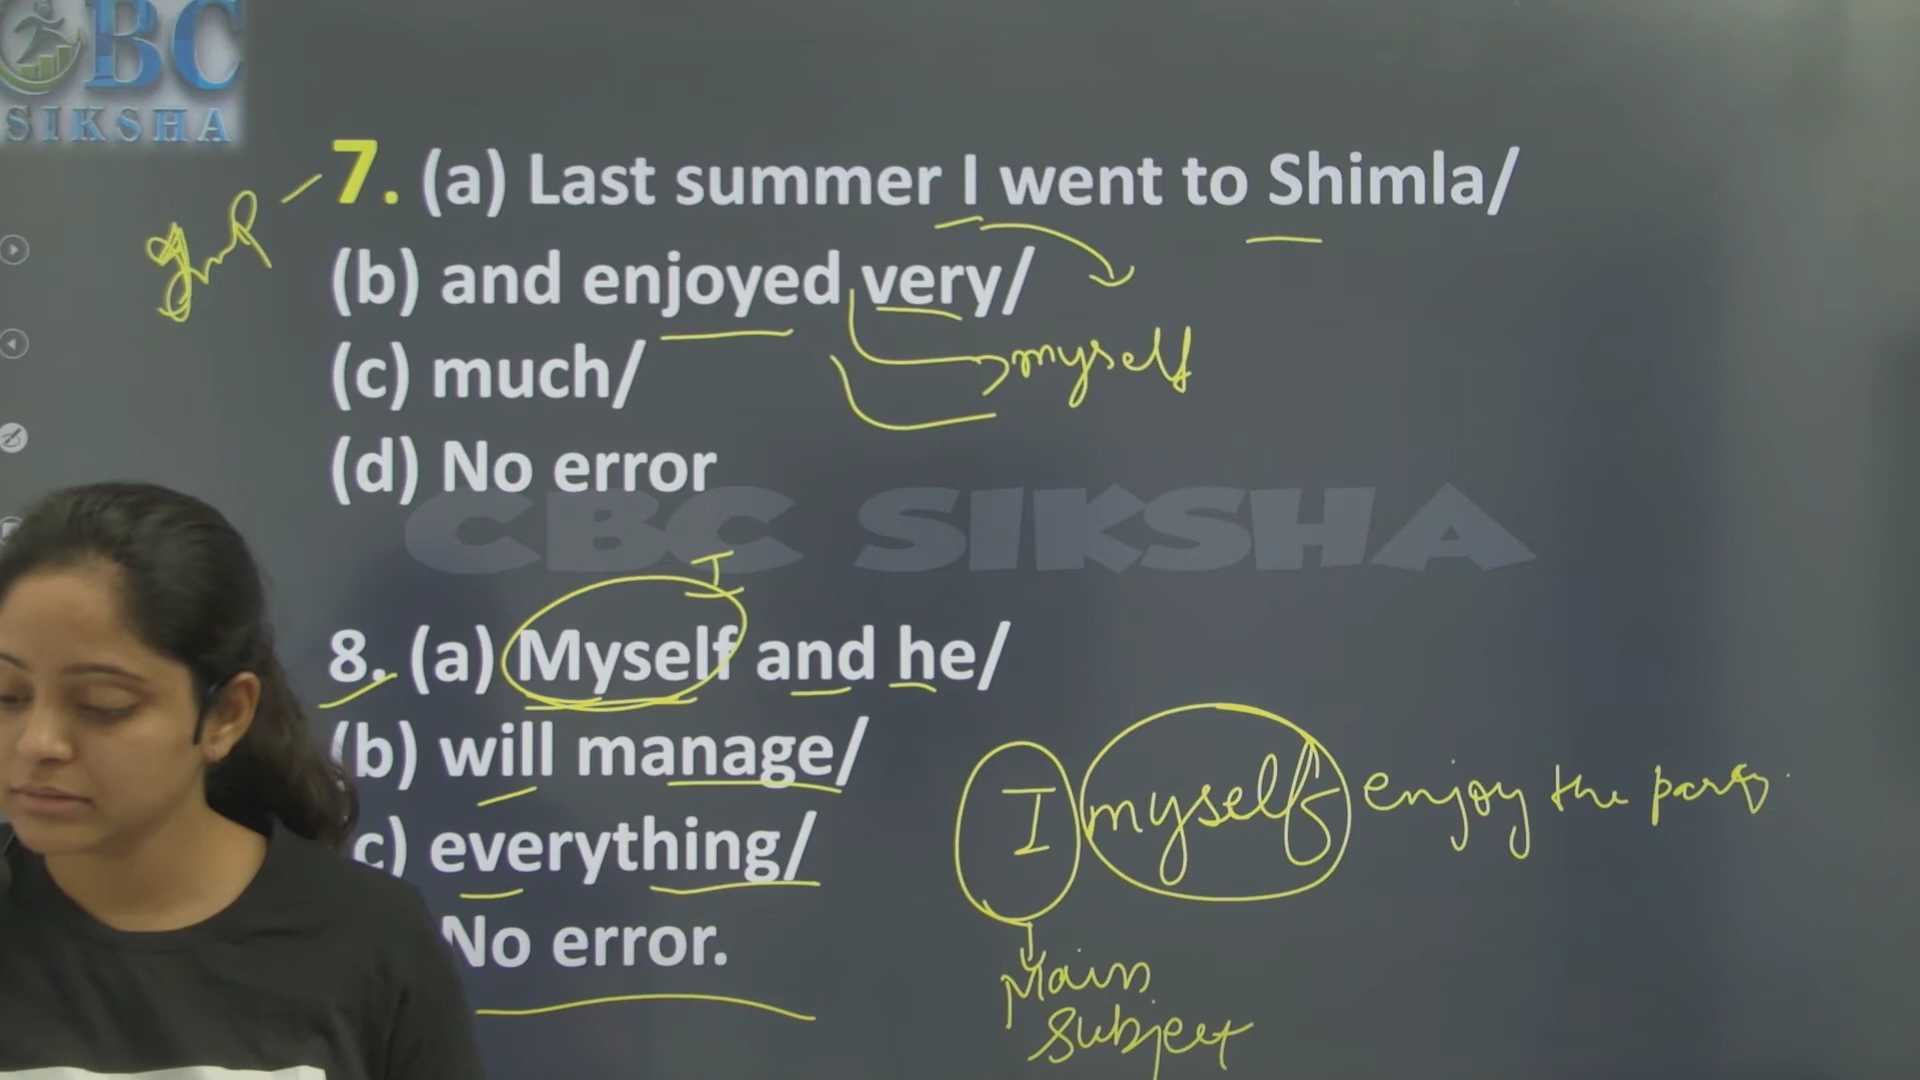 CBC
SIKSHA
Imp
7. (a) Last summer I went to Shimla/
(b) and enjoyed very/
myself
(c) much/
(d) No error
CBC SIKSHA
I
8. (a) Myself and he/
(b) will manage/
I myself enjoy the party.
c) everything/
No error.
Main
subject